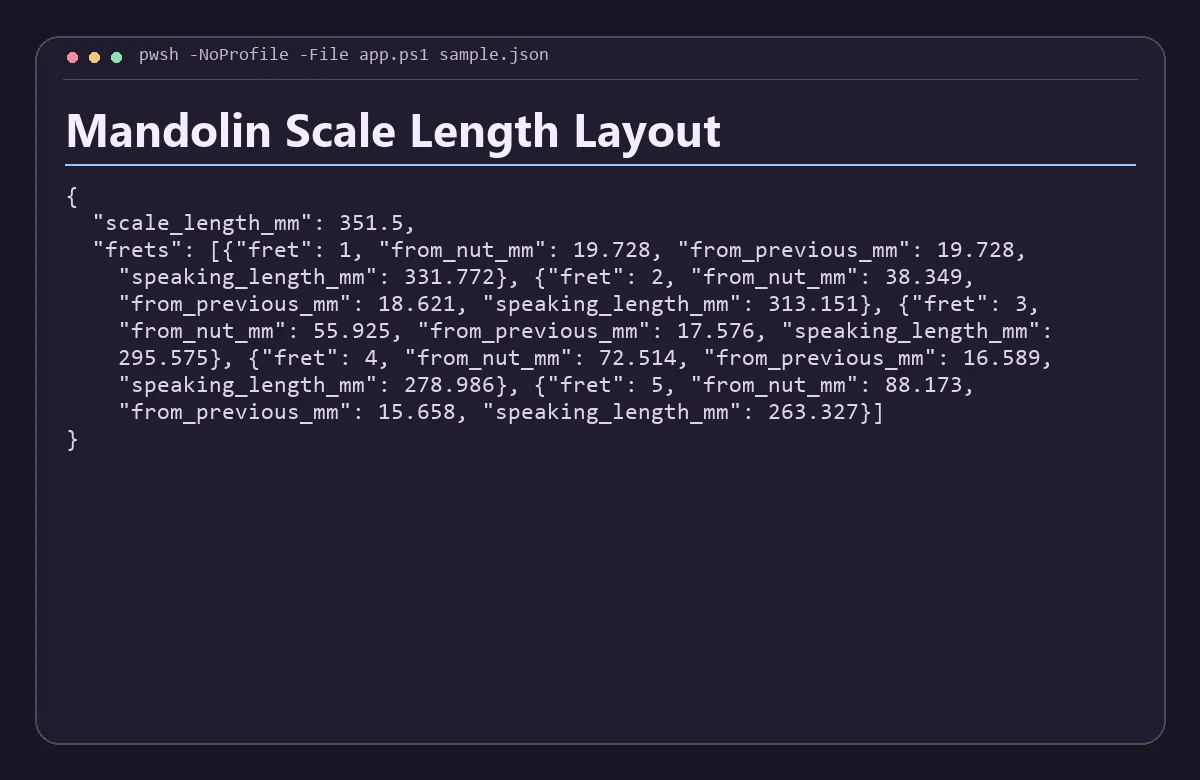 pwsh -NoProfile -File app.ps1 sample.json
Mandolin Scale Length Layout
{
  "scale_length_mm": 351.5,
  "frets": [{"fret": 1, "from_nut_mm": 19.728, "from_previous_mm": 19.728,
    "speaking_length_mm": 331.772}, {"fret": 2, "from_nut_mm": 38.349,
    "from_previous_mm": 18.621, "speaking_length_mm": 313.151}, {"fret": 3,
    "from_nut_mm": 55.925, "from_previous_mm": 17.576, "speaking_length_mm":
    295.575}, {"fret": 4, "from_nut_mm": 72.514, "from_previous_mm": 16.589,
    "speaking_length_mm": 278.986}, {"fret": 5, "from_nut_mm": 88.173,
    "from_previous_mm": 15.658, "speaking_length_mm": 263.327}]
}